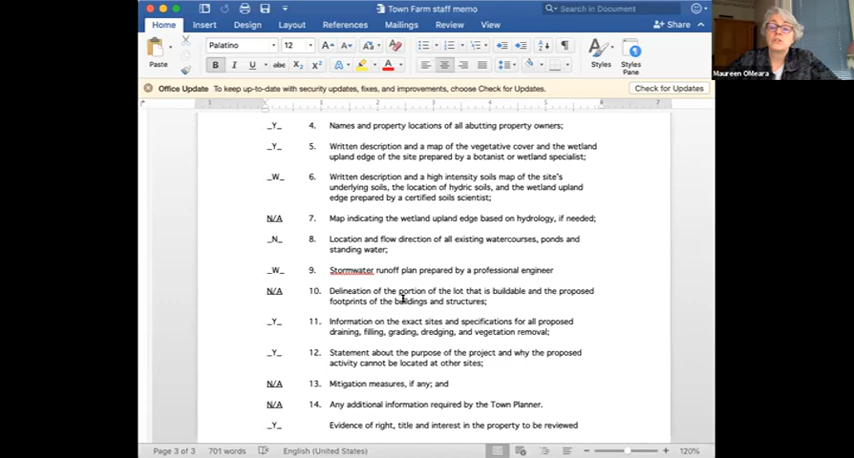 Town Farm staff memo
Search in Document
Home Insert Design Layout References Mailings Review View Share
Paste Palatino 12
B I U abc X₂ X² Styles Styles Pane
Office Update To keep up-to-date with security updates, fixes, and improvements, choose Check for Updates. Check for Updates
1 1 2 3 4 5 6 7
_Y_ 4. Names and property locations of all abutting property owners;
_Y_ 5. Written description and a map of the vegetative cover and the wetland
upland edge of the site prepared by a botanist or wetland specialist;
_W_ 6. Written description and a high intensity soils map of the site's
underlying soils, the location of hydric soils, and the wetland upland
edge prepared by a certified soils scientist;
N/A 7. Map indicating the wetland upland edge based on hydrology, if needed;
_N_ 8. Location and flow direction of all existing watercourses, ponds and
standing water;
_W_ 9. Stormwater runoff plan prepared by a professional engineer
N/A 10. Delineation of the portion of the lot that is buildable and the proposed
footprints of the buildings and structures;
_Y_ 11. Information on the exact sites and specifications for all proposed
draining, filling, grading, dredging, and vegetation removal;
_Y_ 12. Statement about the purpose of the project and why the proposed
activity cannot be located at other sites;
N/A 13. Mitigation measures, if any; and
N/A 14. Any additional information required by the Town Planner.
_Y_ Evidence of right, title and interest in the property to be reviewed
Page 3 of 3 701 words English (United States) 120%
Maureen OMeara